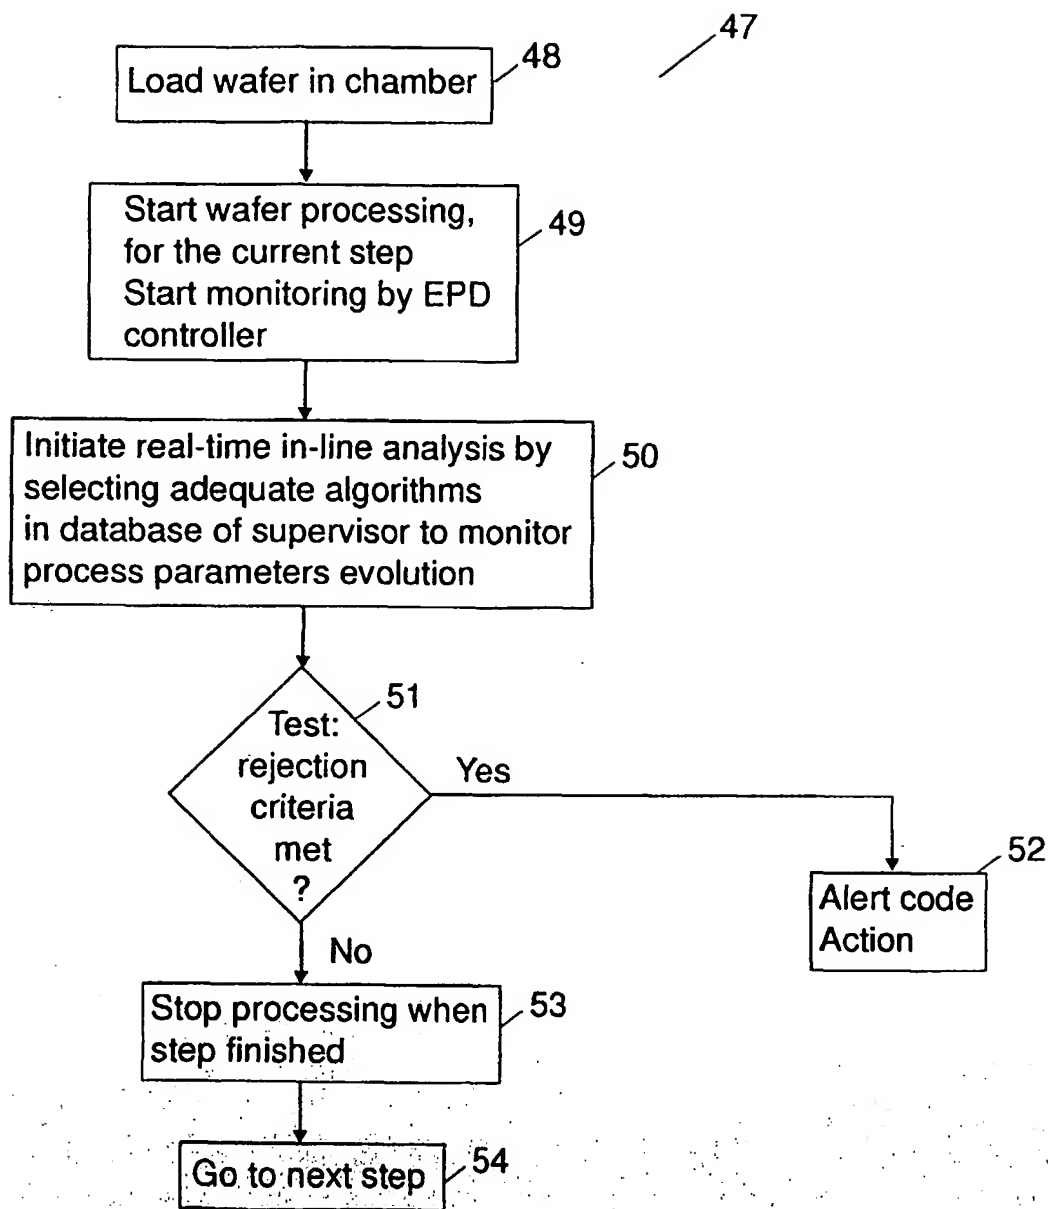 47
48
Load wafer in chamber
49
Start wafer processing,
for the current step
Start monitoring by EPD
controller
50
Initiate real-time in-line analysis by
selecting adequate algorithms
in database of supervisor to monitor
process parameters evolution
51
Test:
rejection
criteria
met
?
Yes
52
Alert code
Action
No
53
Stop processing when
step finished
54
Go to next step